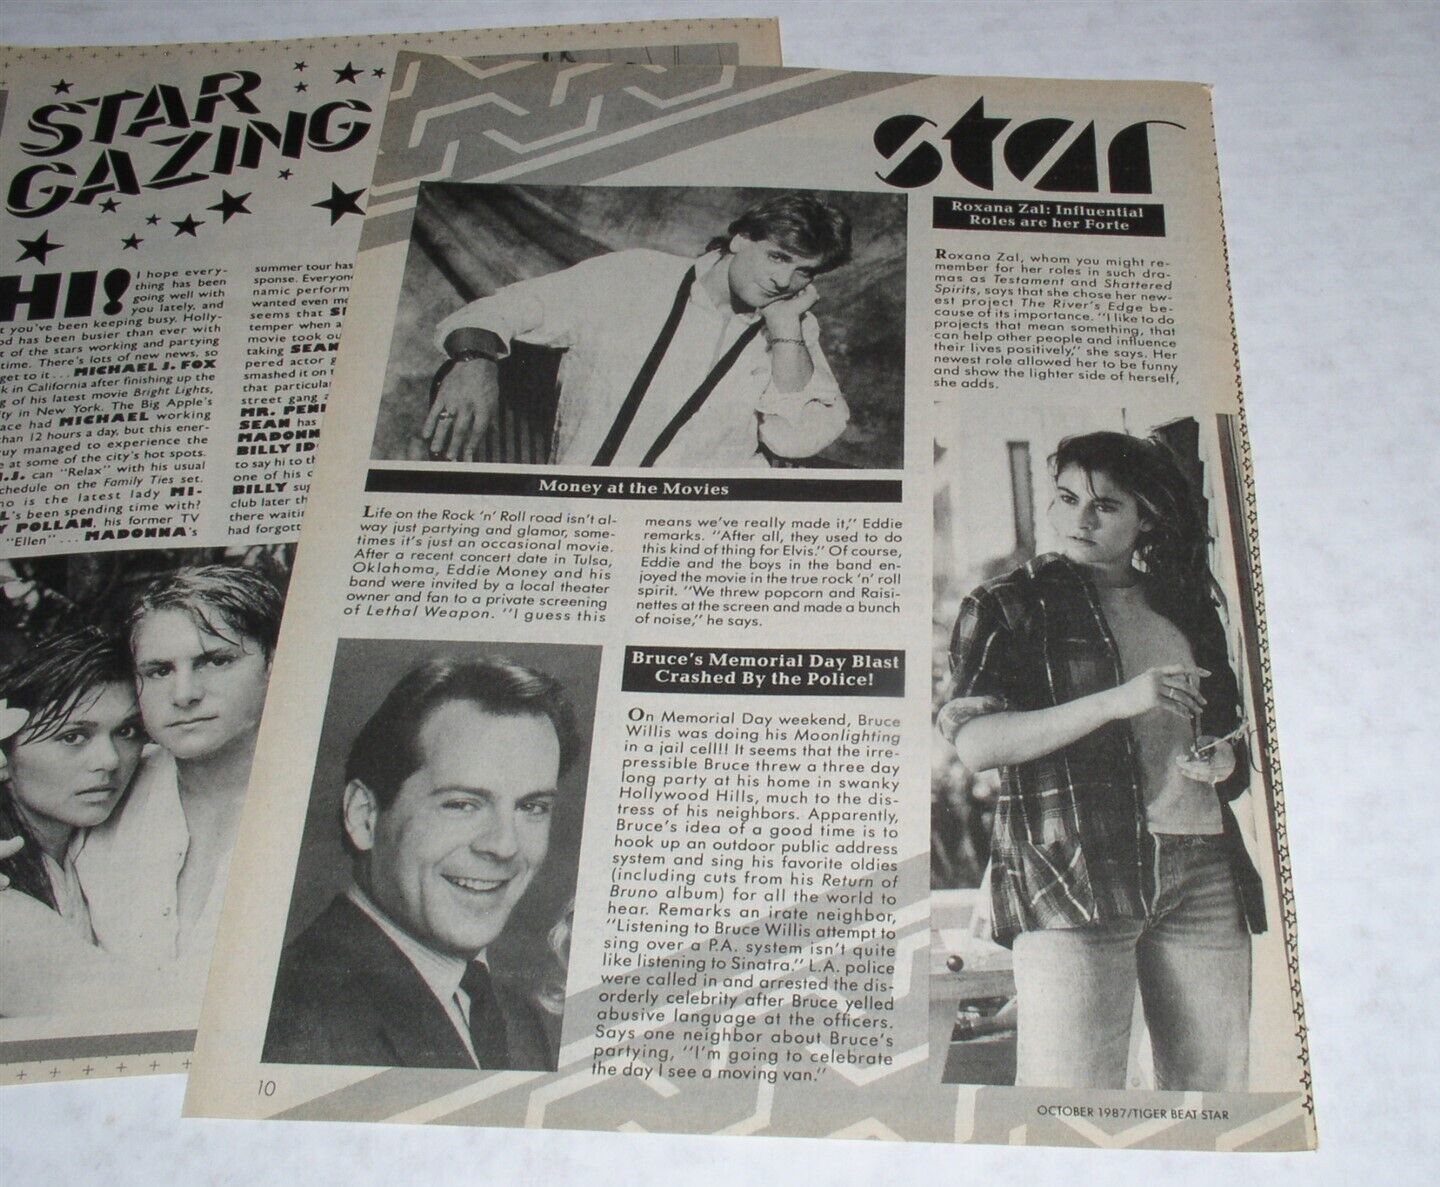 STAR
GAZING
HI! I hope every-
thing has been
going well with
you lately, and
t you've been keeping busy. Holly-
od has been busier than ever with
t of the stars working and partying
time. There's lots of new news, so
get to it . . . MICHAEL J. FOX
k in California after finishing up the
g of his latest movie Bright Lights,
ity in New York. The Big Apple's
ace had MICHAEL working
than 12 hours a day, but this ener-
uy managed to experience the
e at some of the city's hot spots.
.J. can "Relax" with his usual
chedule on the Family Ties set.
ho is the latest lady MI-
L's been spending time with?
Y POLLAN, his former TV
"Ellen" . . . MADONNA's
summer tour has
sponse. Everyon
namic perform
wanted even mo
seems that S
temper when a
movie took ou
taking SEAN
pered actor g
smashed it on t
that particular
street gang
MR. PEN
SEAN has
MADONN
BILLY ID
to say hi to th
one of his c
BILLY sug
club later th
there waitin
had forgott
star
Money at the Movies
Life on the Rock 'n' Roll road isn't al-
way just partying and glamor, some-
times it's just an occasional movie.
After a recent concert date in Tulsa,
Oklahoma, Eddie Money and his
band were invited by a local theater
owner and fan to a private screening
of Lethal Weapon. "I guess this
means we've really made it," Eddie
remarks. "After all, they used to do
this kind of thing for Elvis." Of course,
Eddie and the boys in the band en-
joyed the movie in the true rock 'n' roll
spirit. "We threw popcorn and Raisi-
nettes at the screen and made a bunch
of noise," he says.
Bruce's Memorial Day Blast
Crashed By the Police!
On Memorial Day weekend, Bruce
Willis was doing his Moonlighting
in a jail cell!! It seems that the irre-
pressible Bruce threw a three day
long party at his home in swanky
Hollywood Hills, much to the dis-
tress of his neighbors. Apparently,
Bruce's idea of a good time is to
hook up an outdoor public address
system and sing his favorite oldies
(including cuts from his Return of
Bruno album) for all the world to
hear. Remarks an irate neighbor,
"Listening to Bruce Willis attempt to
sing over a P.A. system isn't quite
like listening to Sinatra." L.A. police
were called in and arrested the dis-
orderly celebrity after Bruce yelled
abusive language at the officers.
Says one neighbor about Bruce's
partying, "I'm going to celebrate
the day I see a moving van."
Roxana Zal: Influential
Roles are her Forte
Roxana Zal, whom you might re-
member for her roles in such dra-
mas as Testament and Shattered
Spirits, says that she chose her new-
est project The River's Edge be-
cause of its importance. "I like to do
projects that mean something, that
can help other people and influence
their lives positively," she says. Her
newest role allowed her to be funny
and show the lighter side of herself,
she adds.
10
OCTOBER 1987/TIGER BEAT STAR